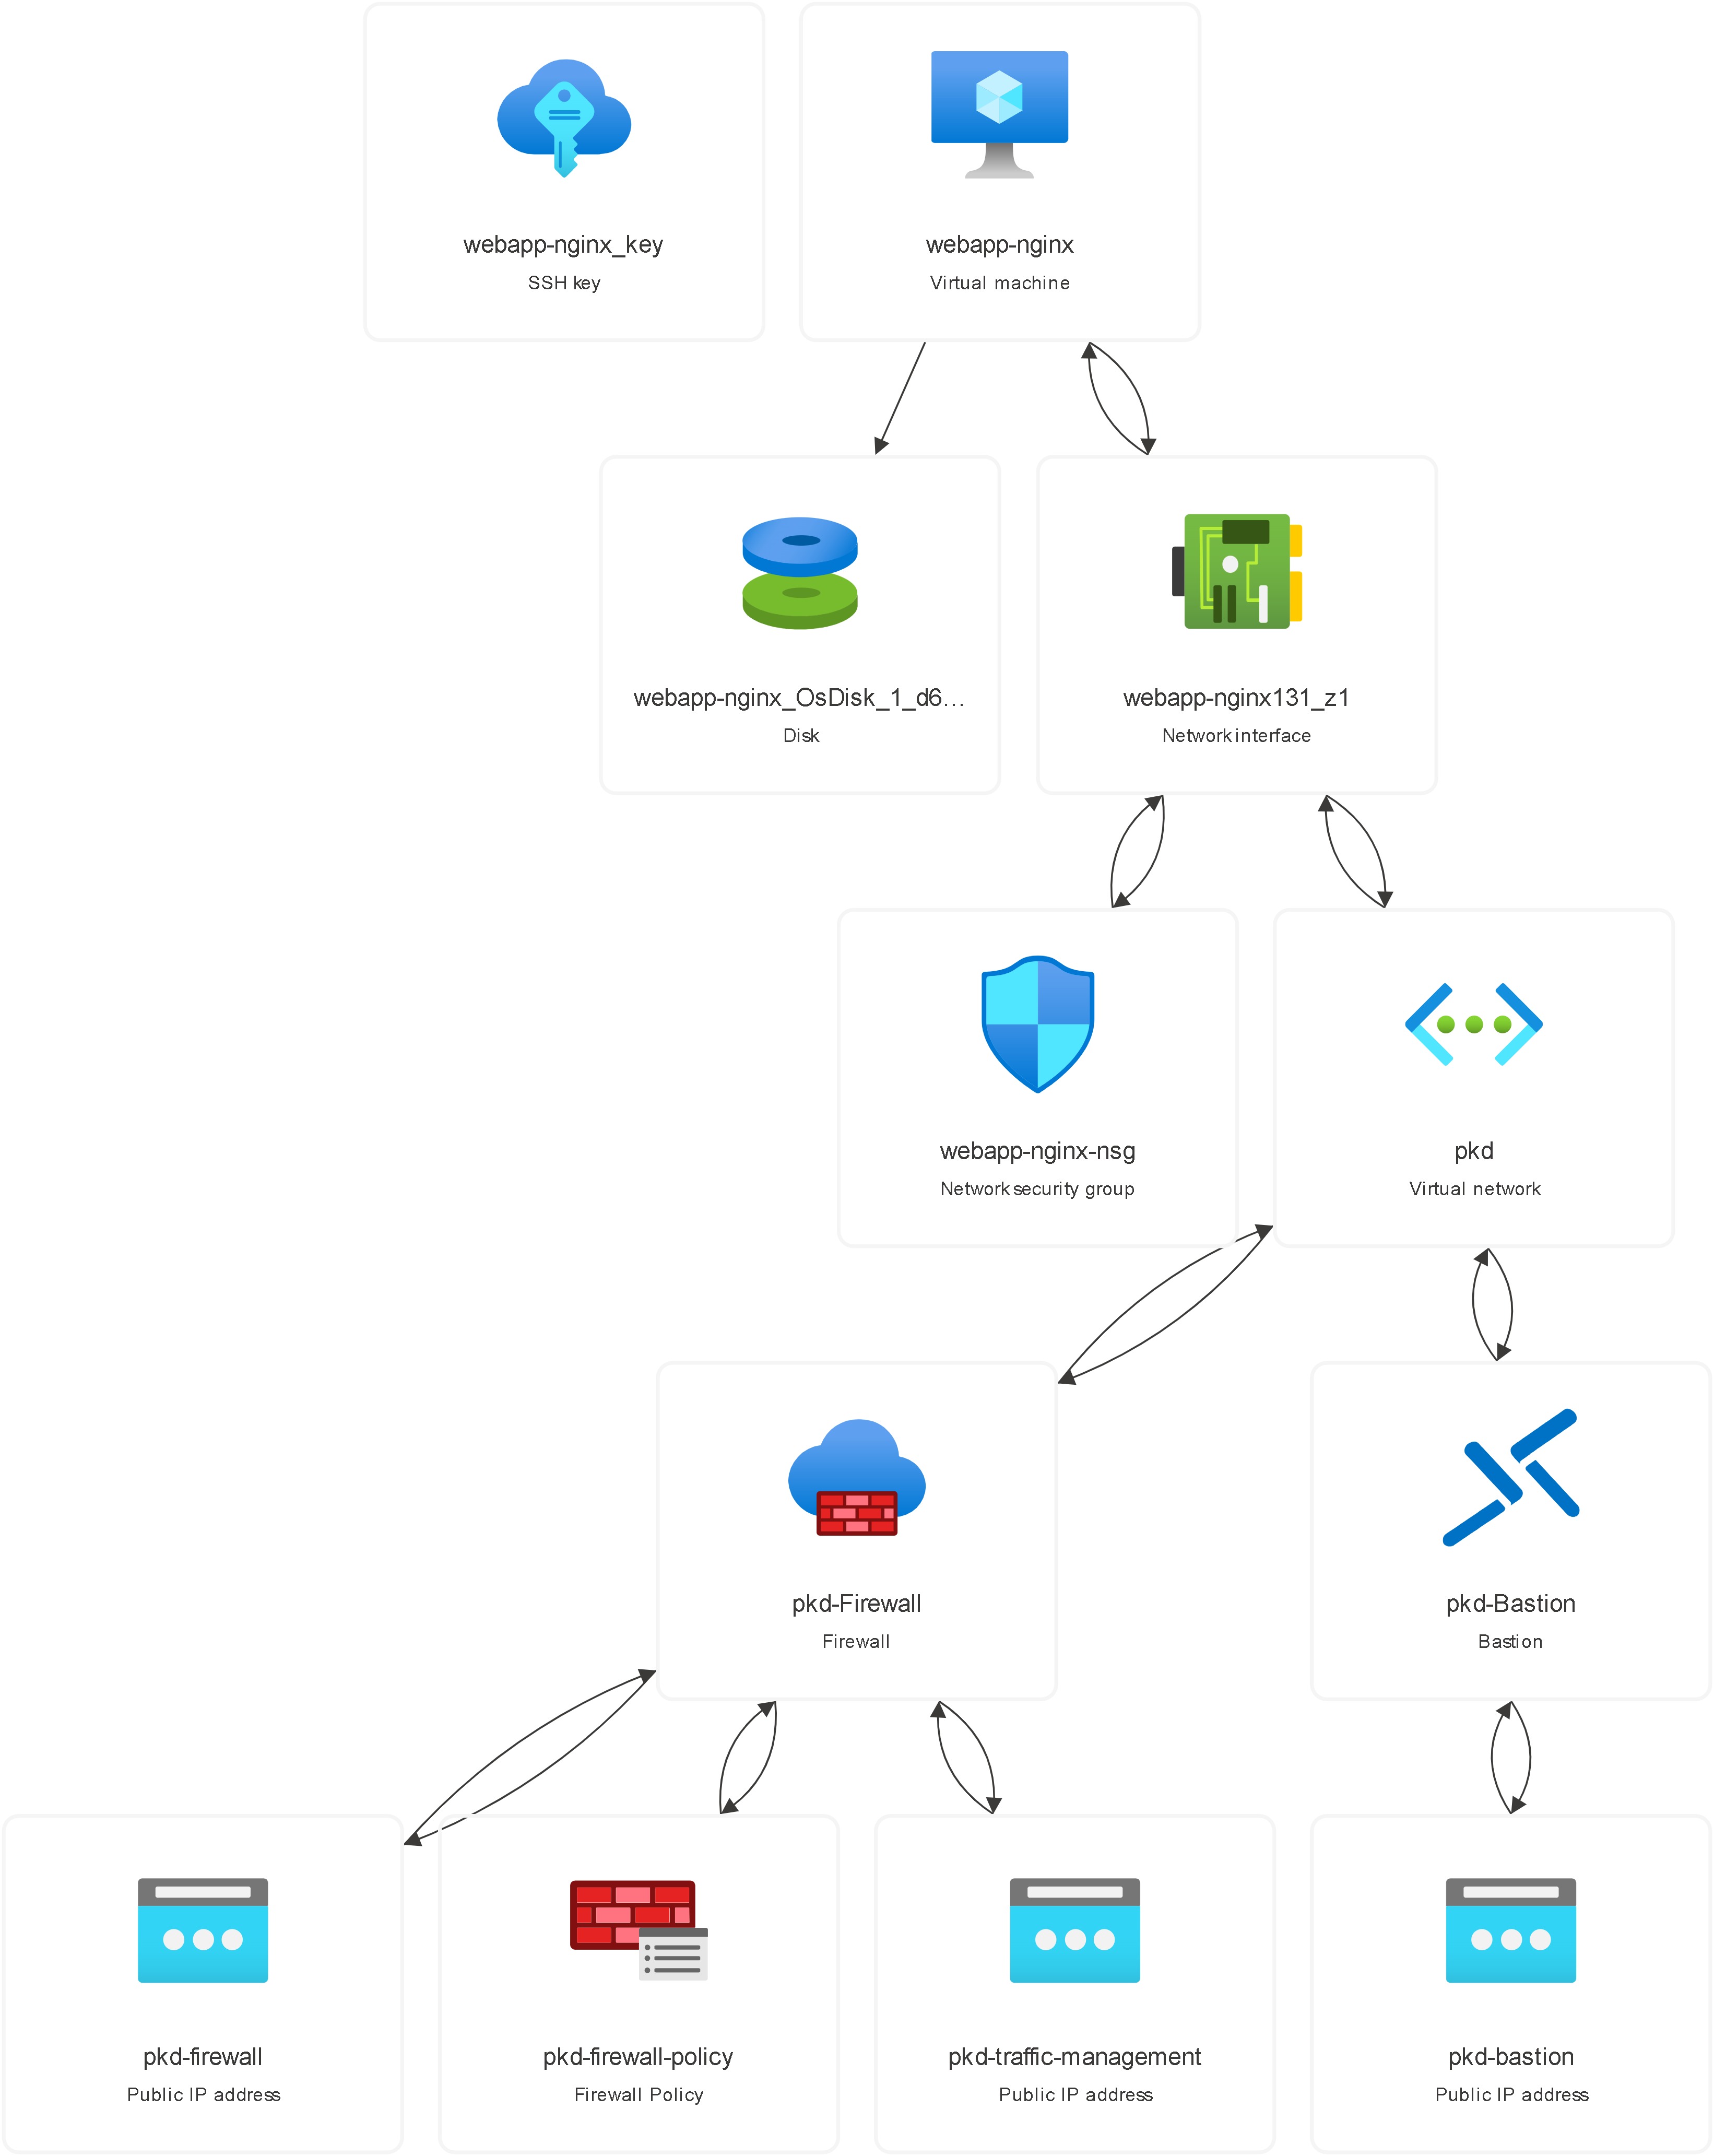 webapp-nginx_key
SSH key
webapp-nginx
Virtual machine
webapp-nginx_OsDisk_1_d6...
Disk
webapp-nginx131_z1
Network interface
webapp-nginx-nsg
Network security group
pkd
Virtual network
pkd-Firewall
Firewall
pkd-Bastion
Bastion
pkd-firewall
Public IP address
pkd-firewall-policy
Firewall Policy
pkd-traffic-management
Public IP address
pkd-bastion
Public IP address